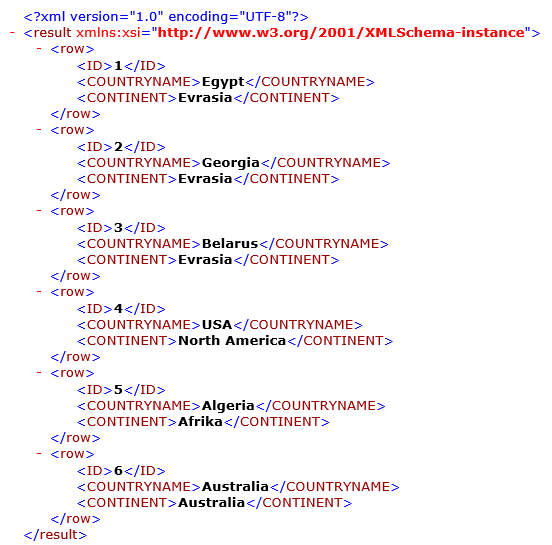 <?xml version="1.0" encoding="UTF-8"?>
- <result xmlns:xsi="http://www.w3.org/2001/XMLSchema-instance">
- <row>
<ID>1</ID>
<COUNTRYNAME>Egypt</COUNTRYNAME>
<CONTINENT>Evrasia</CONTINENT>
</row>
- <row>
<ID>2</ID>
<COUNTRYNAME>Georgia</COUNTRYNAME>
<CONTINENT>Evrasia</CONTINENT>
</row>
- <row>
<ID>3</ID>
<COUNTRYNAME>Belarus</COUNTRYNAME>
<CONTINENT>Evrasia</CONTINENT>
</row>
- <row>
<ID>4</ID>
<COUNTRYNAME>USA</COUNTRYNAME>
<CONTINENT>North America</CONTINENT>
</row>
- <row>
<ID>5</ID>
<COUNTRYNAME>Algeria</COUNTRYNAME>
<CONTINENT>Afrika</CONTINENT>
</row>
- <row>
<ID>6</ID>
<COUNTRYNAME>Australia</COUNTRYNAME>
<CONTINENT>Australia</CONTINENT>
</row>
</result>